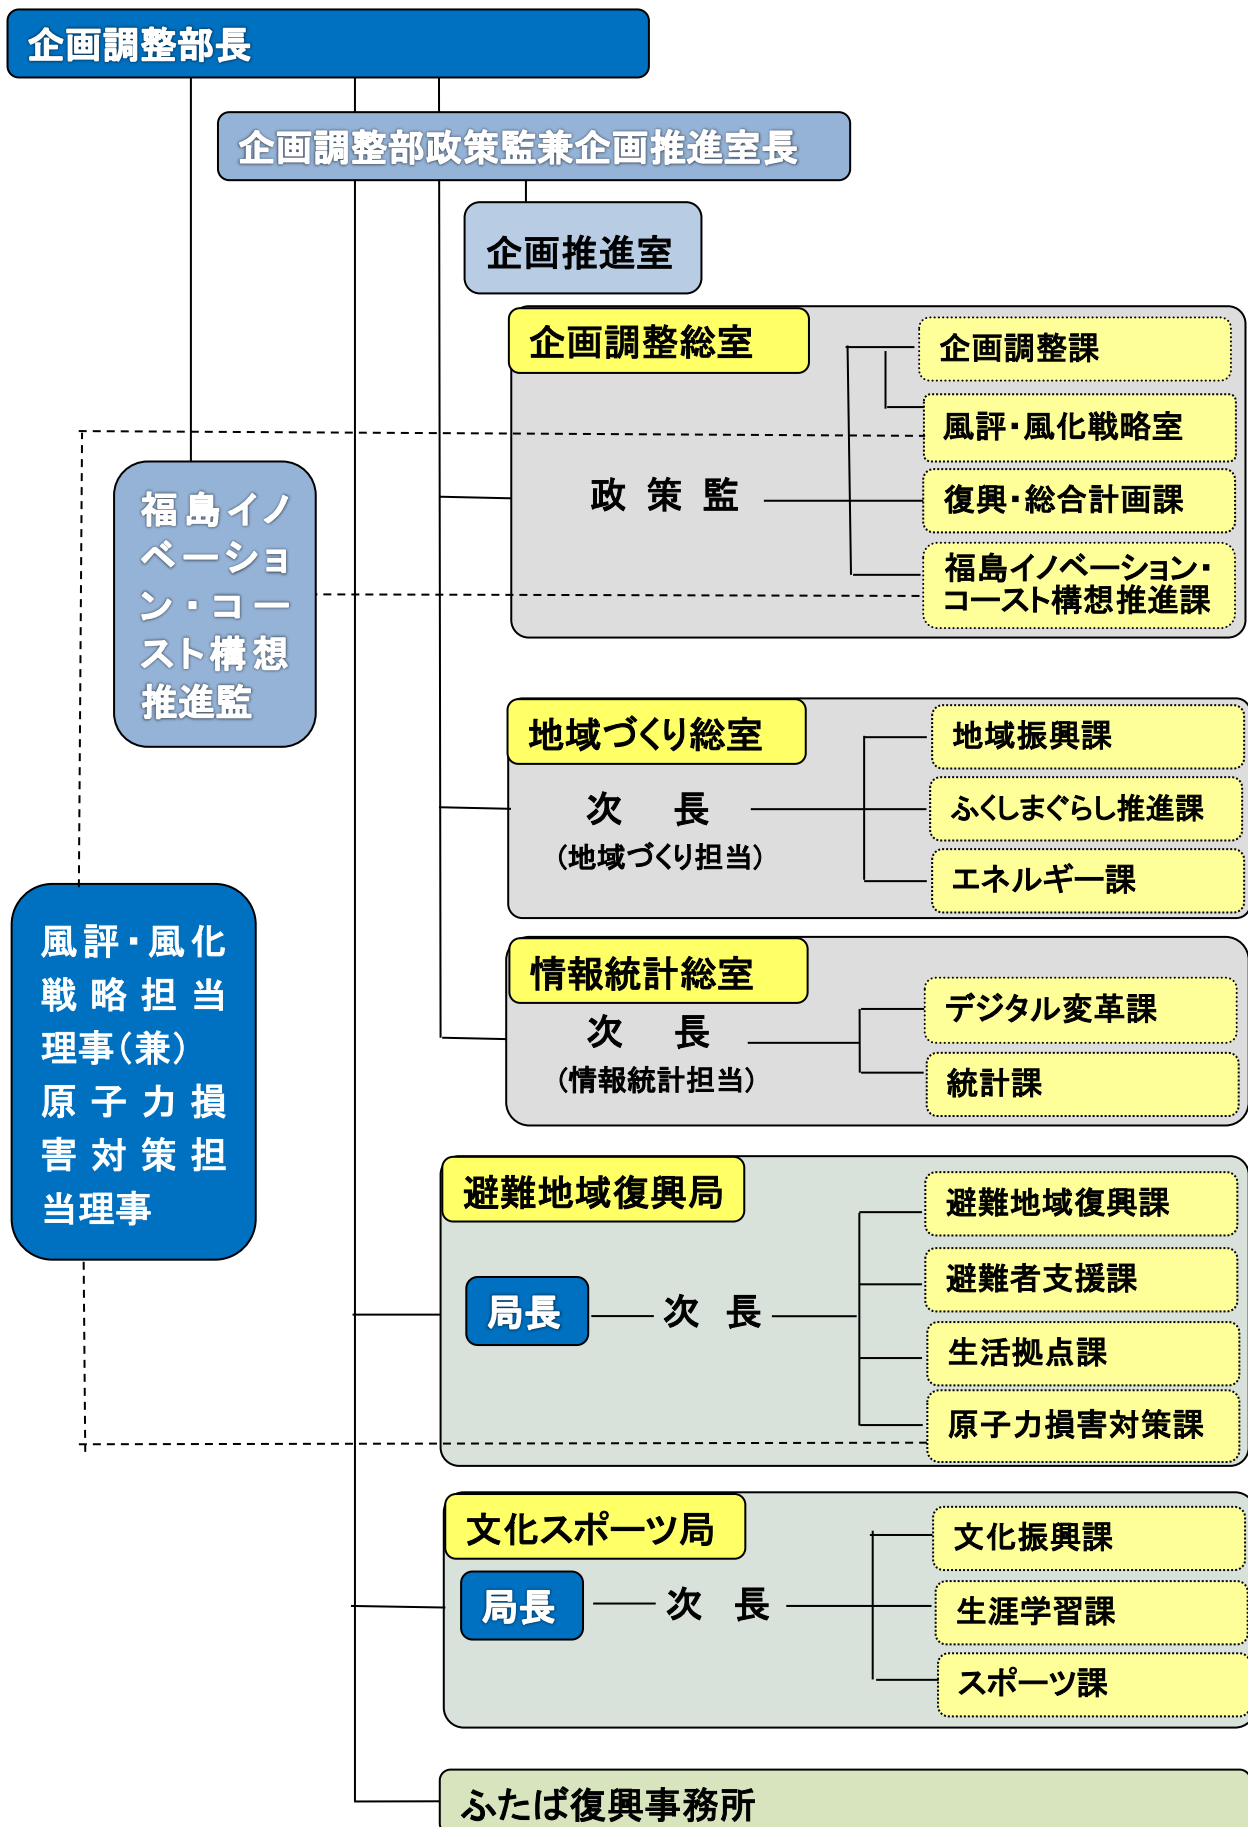 企画調整部長
企画調整部政策監兼企画推進室長
企画推進室
企画調整総室
政策監
企画調整課
風評・風化戦略室
復興・総合計画課
福島イノベーション・
コースト構想推進課
福島イノ
ベーショ
ン・コー
スト構想
推進監
地域づくり総室
次長
（地域づくり担当）
地域振興課
ふくしまぐらし推進課
エネルギー課
風評・風化
戦略担当
理事（兼）
原子力損
害対策担
当理事
情報統計総室
次長
（情報統計担当）
デジタル変革課
統計課
避難地域復興局
局長
次長
避難地域復興課
避難者支援課
生活拠点課
原子力損害対策課
文化スポーツ局
局長
次長
文化振興課
生涯学習課
スポーツ課
ふたば復興事務所